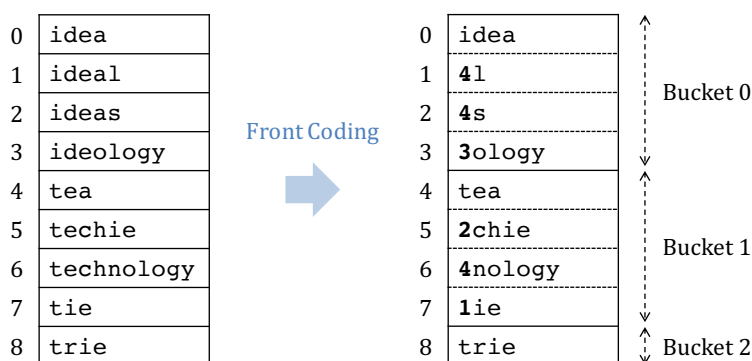 0 idea
1 ideal
2 ideas
3 ideology
4 tea
5 techie
6 technology
7 tie
8 trie
Front Coding
0 idea
1 4l
2 4s
3 3ology
4 tea
5 2chie
6 4nology
7 1ie
8 trie
Bucket 0
Bucket 1
Bucket 2